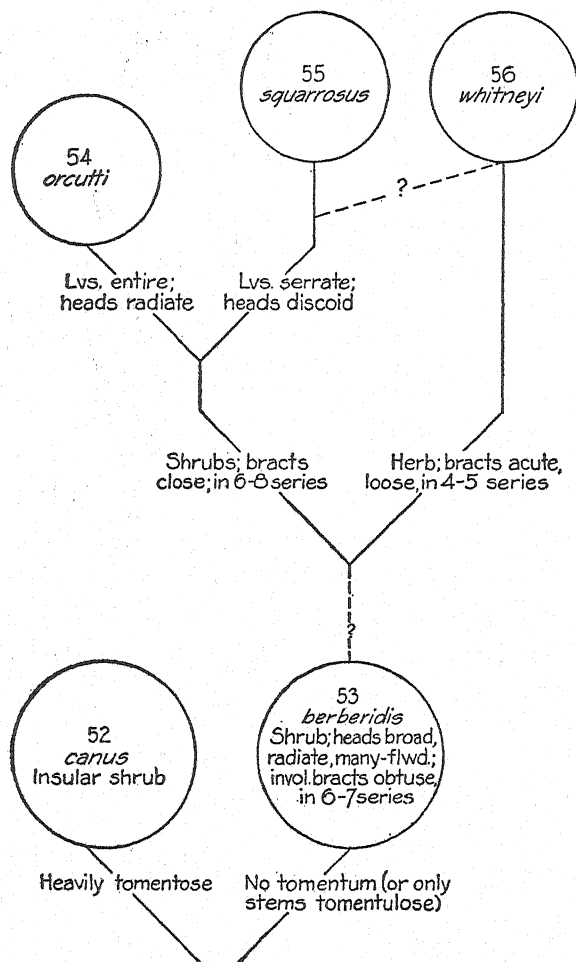 55
squarrosus
56
whitneyi
54
orcutti
?
Lvs. entire;
heads radiate
Lvs. serrate;
heads discoid
Shrubs; bracts
close; in 6-8 series
Herb; bracts acute,
loose, in 4-5 series
?
52
canus
Insular shrub
53
berberidis
Shrub; heads broad,
radiate, many-flwd.;
invol. bracts obtuse,
in 6-7 series
Heavily tomentose
No tomentum (or only
stems tomentulose)